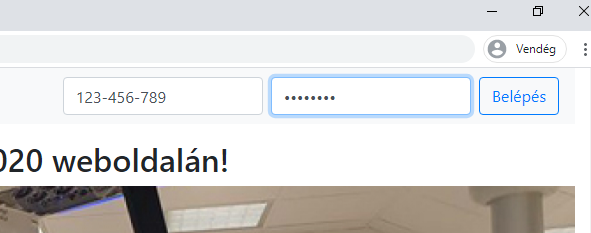 Vendég
123-456-789
••••••••
Belépés
020 weboldalán!